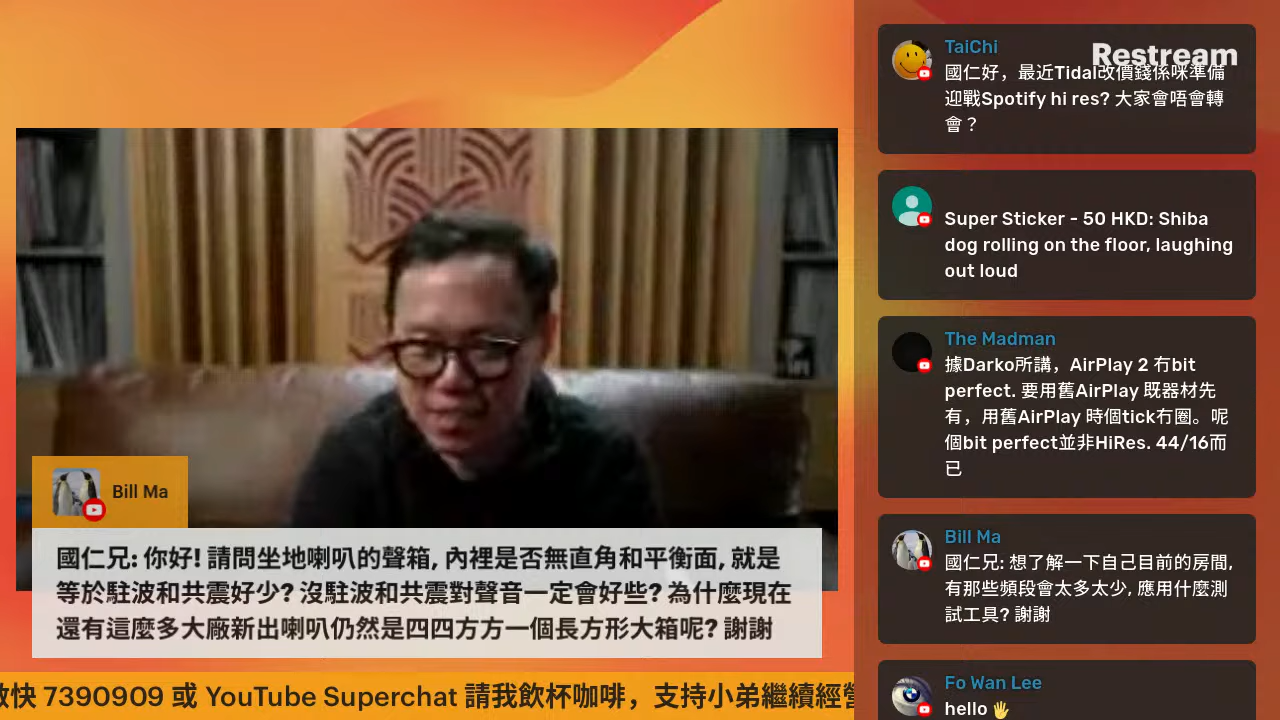 Bill Ma
國仁兄: 你好! 請問坐地喇叭的聲箱, 內裡是否無直角和平衡面, 就是
等於駐波和共震好少? 沒駐波和共震對聲音一定會好些? 為什麼現在
還有這麼多大廠新出喇叭仍然是四四方方一個長方形大箱呢? 謝謝
快 7390909 或 YouTube Superchat 請我飲杯咖啡，支持小弟繼續經
Restream
TaiChi
國仁好，最近Tidal改價錢係咪準備
迎戰Spotify hi res? 大家會唔會轉
會？
Super Sticker - 50 HKD: Shiba
dog rolling on the floor, laughing
out loud
The Madman
據Darko所講，AirPlay 2 冇bit
perfect. 要用舊AirPlay 既器材先
有，用舊AirPlay 時個tick冇圈。呢
個bit perfect並非HiRes. 44/16而
已
Bill Ma
國仁兄: 想了解一下自己目前的房間,
有那些頻段會太多太少, 應用什麼測
試工具? 謝謝
Fo Wan Lee
hello 🖐